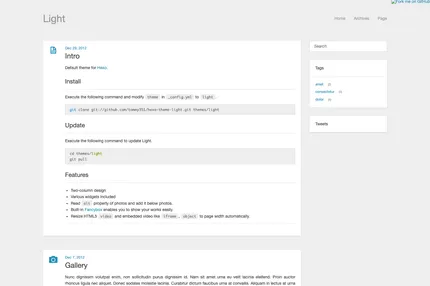 Fork me on GitHub
Light
Home Archives Page
Dec 29, 2013
Intro
Default theme for Hexo.
Install
Execute the following command and modify theme in _config.yml to light.
git clone git://github.com/tommy351/hexo-theme-light.git themes/light
Update
Execute the following command to update Light.
cd themes/light
git pull
Features
Two-column design
Various widgets included
Read alt property of photos and add it below photos.
Built-in Fancybox enables you to show your works easily
Resize HTML5 video and embedded video like iframe, object to page width automatically
Search
Tags
Tweets
Dec 7, 2013
Gallery
Nunc dignissim volutpat enim, non sollicitudin purus dignissim id. Nam sit amet urna eu velit lacinia eleifend. Proin auctor
rhoncus ligula nec aliquet. Donec sodales molestie lacinia. Curabitur dictum faucibus urna at convallis. Aliquam in lectus at urna